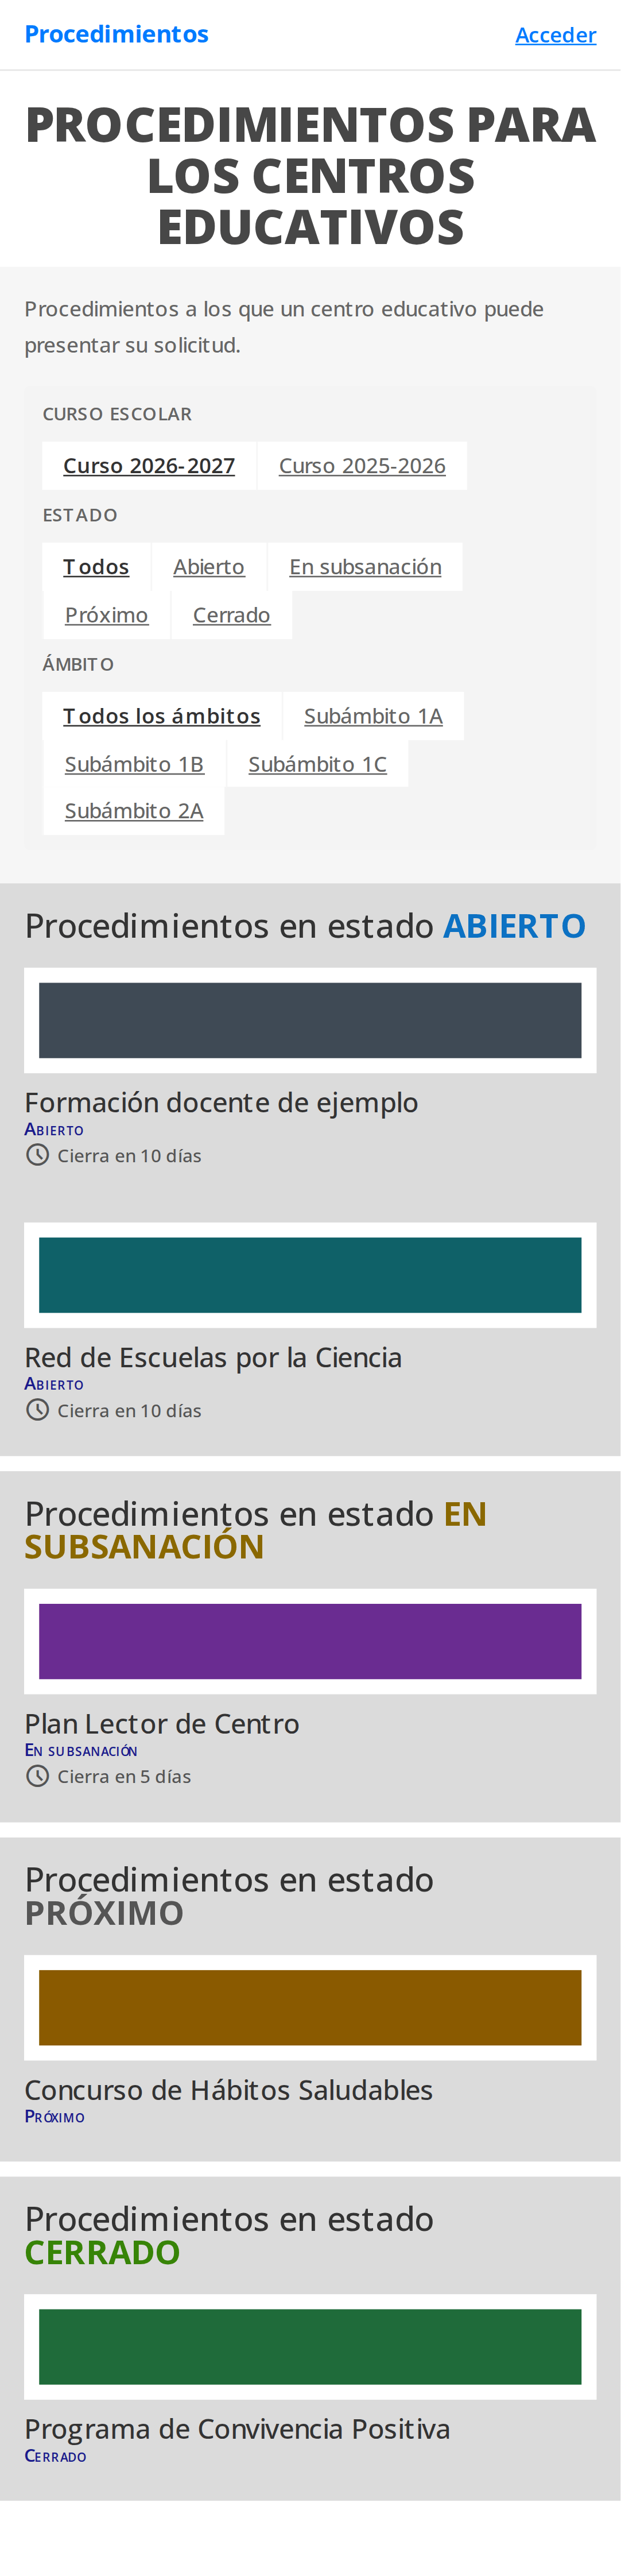 Procedimientos
Acceder
PROCEDIMIENTOS PARA
LOS CENTROS
EDUCATIVOS
Procedimientos a los que un centro educativo puede
presentar su solicitud.
CURSO ESCOLAR
Curso 2026-2027
Curso 2025-2026
ESTADO
Todos
Abierto
En subsanación
Próximo
Cerrado
ÁMBITO
Todos los ámbitos
Subámbito 1A
Subámbito 1B
Subámbito 1C
Subámbito 2A
Procedimientos en estado ABIERTO
Formación docente de ejemplo
Abierto
Cierra en 10 días
Red de Escuelas por la Ciencia
Abierto
Cierra en 10 días
Procedimientos en estado EN
SUBSANACIÓN
Plan Lector de Centro
En subsanación
Cierra en 5 días
Procedimientos en estado
PRÓXIMO
Concurso de Hábitos Saludables
Próximo
Procedimientos en estado
CERRADO
Programa de Convivencia Positiva
Cerrado